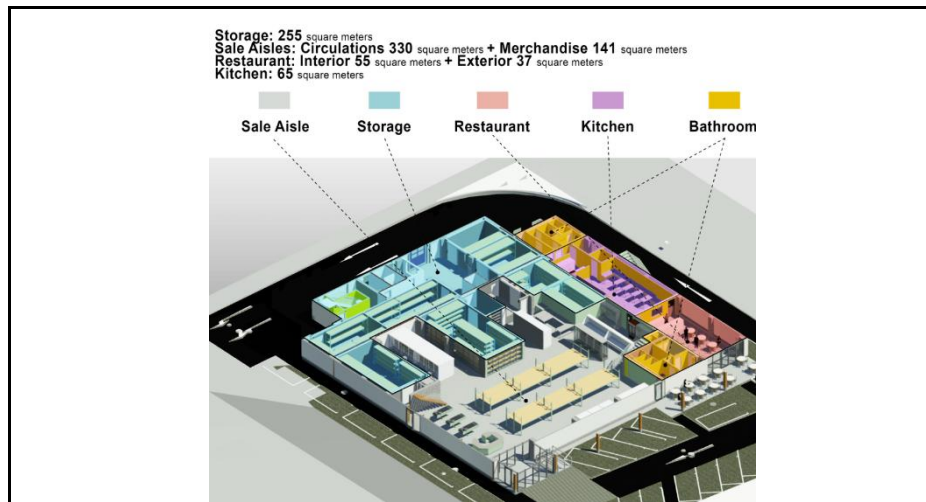 Storage: 255 square meters
Sale Aisles: Circulations 330 square meters + Merchandise 141 square meters
Restaurant: Interior 55 square meters + Exterior 37 square meters
Kitchen: 65 square meters
Sale Aisle Storage Restaurant Kitchen Bathroom